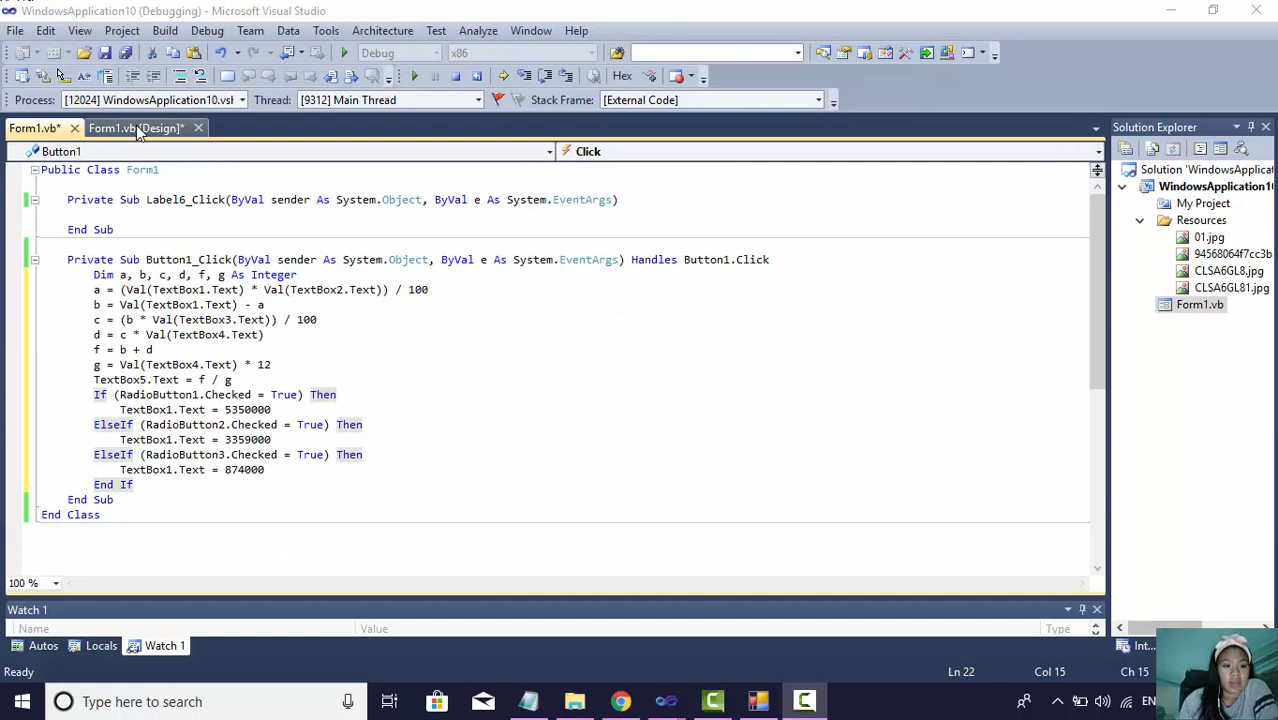 WindowsApplication10 (Debugging) - Microsoft Visual Studio
File Edit View Project Build Debug Team Data Tools Architecture Test Analyze Window Help
Debug x86
Hex
Process: [12024] WindowsApplication10.vsh Thread: [9312] Main Thread Stack Frame: [External Code]
Form1.vb* Form1.vb [Design]* Solution Explorer
Button1 Click
Public Class Form1
Private Sub Label6_Click(ByVal sender As System.Object, ByVal e As System.EventArgs)
End Sub
Private Sub Button1_Click(ByVal sender As System.Object, ByVal e As System.EventArgs) Handles Button1.Click
Dim a, b, c, d, f, g As Integer
a = (Val(TextBox1.Text) * Val(TextBox2.Text)) / 100
b = Val(TextBox1.Text) - a
c = (b * Val(TextBox3.Text)) / 100
d = c * Val(TextBox4.Text)
f = b + d
g = Val(TextBox4.Text) * 12
TextBox5.Text = f / g
If (RadioButton1.Checked = True) Then
TextBox1.Text = 5350000
ElseIf (RadioButton2.Checked = True) Then
TextBox1.Text = 3359000
ElseIf (RadioButton3.Checked = True) Then
TextBox1.Text = 874000
End If
End Sub
End Class
Solution 'WindowsApplicat
WindowsApplication10
My Project
Resources
01.jpg
94568064f7cc3b
CLSA6GL8.jpg
CLSA6GL81.jpg
Form1.vb
100 %
Watch 1
Name Value Type
Autos Locals Watch 1 Int...
Ready Ln 22 Col 15 Ch 15
Type here to search
EN